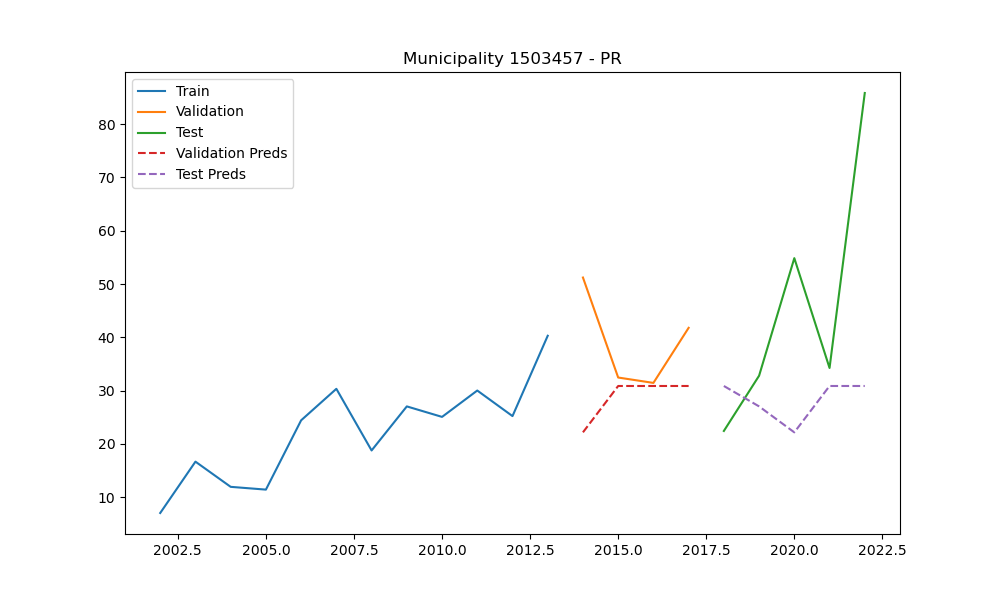 Municipality 1503457 - PR
Train
Validation
Test
Validation Preds
Test Preds
80
70
60
50
40
30
20
10
2002.5 2005.0 2007.5 2010.0 2012.5 2015.0 2017.5 2020.0 2022.5